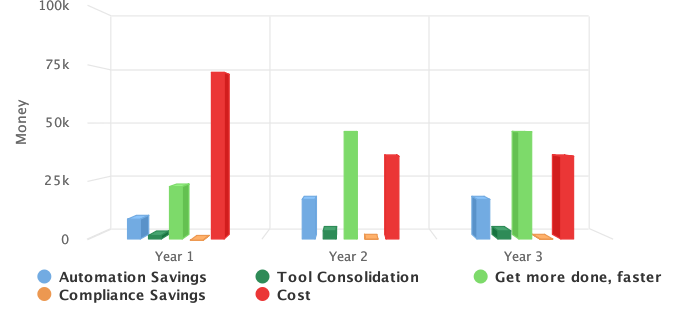 100k
75k
50k
25k
0
Money
Year 1 Year 2 Year 3
Automation Savings Tool Consolidation Get more done, faster
Compliance Savings Cost